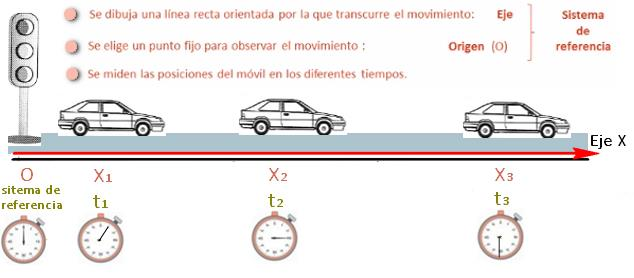 Se dibuja una línea recta orientada por la que transcurre el movimiento: Eje
Se elige un punto fijo para observar el movimiento : Origen (O)
Sistema
de
referencia
Se miden las posiciones del móvil en los diferentes tiempos.
Eje X
O X₁ X₂ X₃
sitema de
referencia
t₁ t₂ t₃